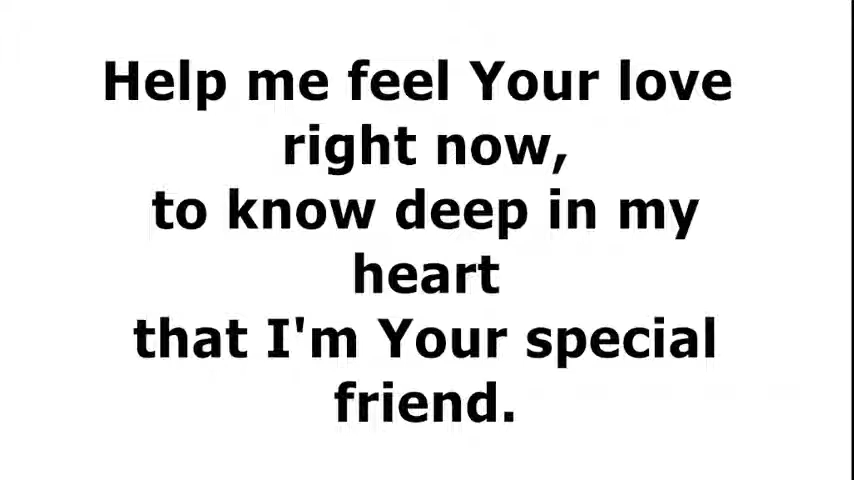 Help me feel Your love
right now,
to know deep in my
heart
that I'm Your special
friend.